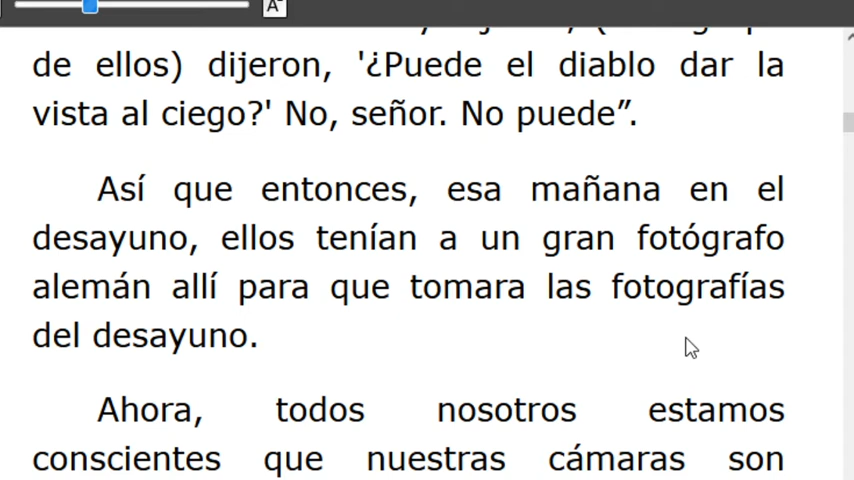 A
de ellos) dijeron, '¿Puede el diablo dar la
vista al ciego?' No, señor. No puede”.
Así que entonces, esa mañana en el
desayuno, ellos tenían a un gran fotógrafo
alemán allí para que tomara las fotografías
del desayuno.
Ahora, todos nosotros estamos
conscientes que nuestras cámaras son